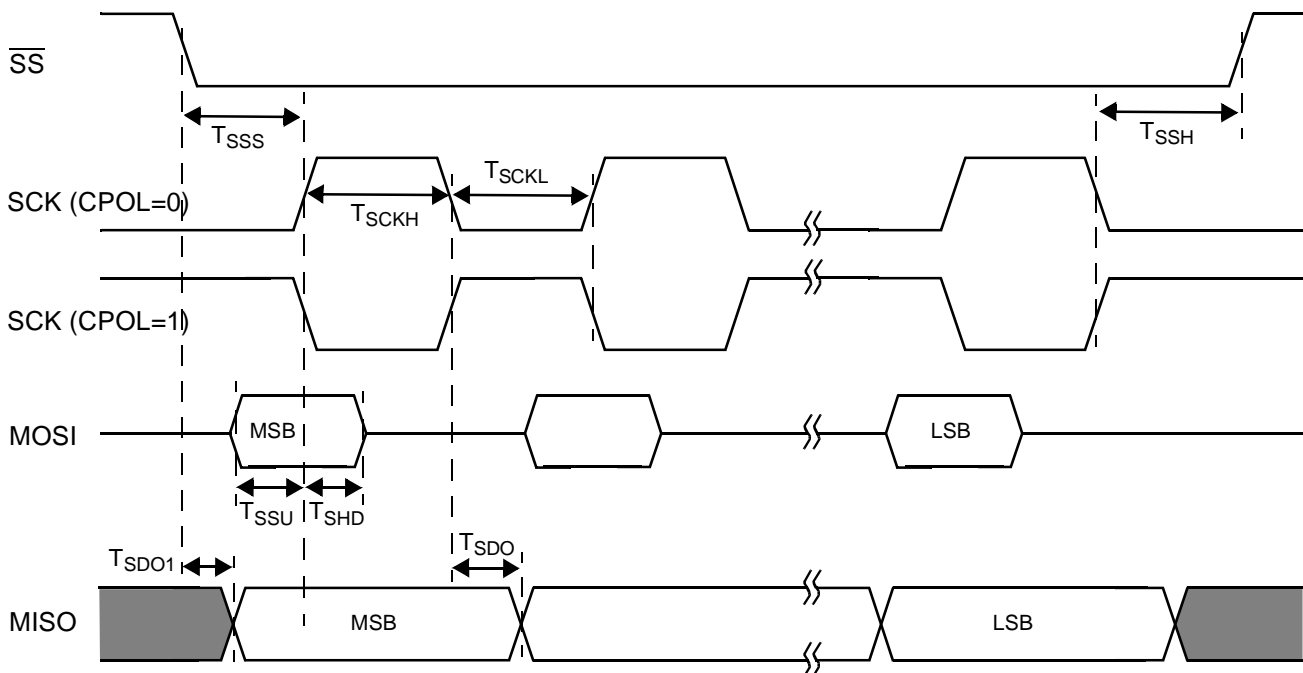 SS
TSSS
TSSH
SCK (CPOL=0)
TSCKH
TSCKL
SCK (CPOL=1)
MOSI
MSB
LSB
TSSU
TSHD
TSDO1
TSDO
MISO
MSB
LSB